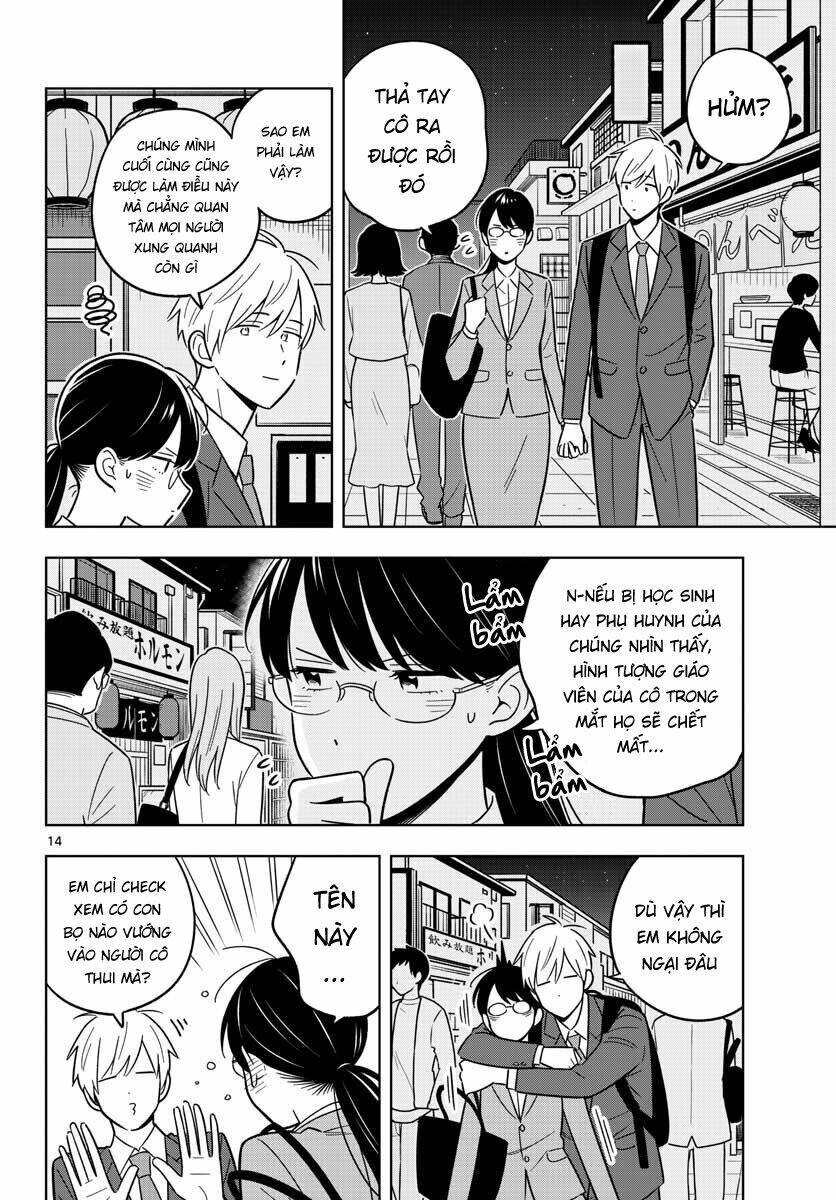 HỬM?
THẢ TAY
CÔ RA
ĐƯỢC RỒI
ĐÓ
SAO EM
PHẢI LÀM
VẬY?
CHÚNG MÌNH
CUỐI CÙNG CŨNG
ĐƯỢC LÀM ĐIỀU NÀY
MÀ CHẲNG QUAN
TÂM MỌI NGƯỜI
XUNG QUANH
CÒN GÌ
N-NẾU BỊ HỌC SINH
HAY PHỤ HUYNH CỦA
CHÚNG NHÌN THẤY,
HÌNH TƯỢNG GIÁO
VIÊN CỦA CÔ TRONG
MẮT HỌ SẼ CHẾT
MẤT...
Lẩm
bẩm
Lẩm
bẩm
飲み放題
ホルモン
ルモン
14
DÙ VẬY THÌ
EM KHÔNG
NGẠI ĐÂU
飲み放題
ホル
TÊN
NÀY
...
EM CHỈ CHECK
XEM CÓ CON
BỌ NÀO VƯỚNG
VÀO NGƯỜI CÔ
THUI MÀ?